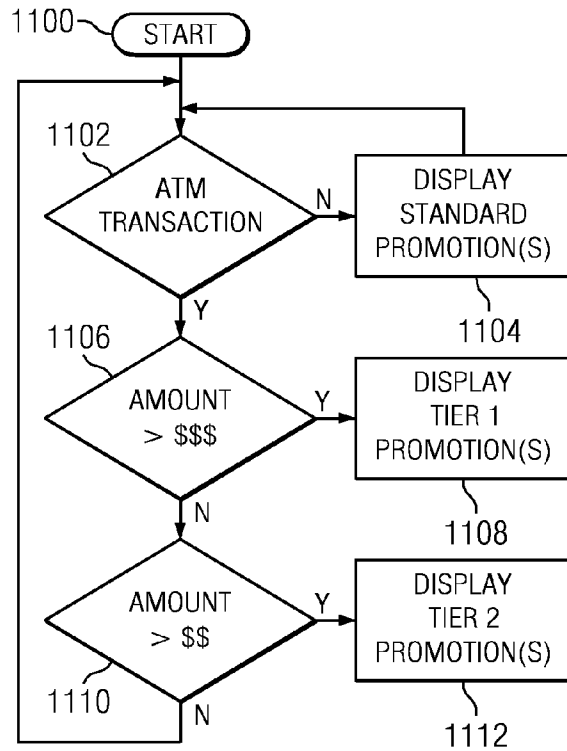 1100
START
1102
ATM
TRANSACTION
N
DISPLAY
STANDARD
PROMOTION(S)
1104
Y
1106
AMOUNT
> $$$
Y
DISPLAY
TIER 1
PROMOTION(S)
1108
N
AMOUNT
> $$
Y
DISPLAY
TIER 2
PROMOTION(S)
1110
N
1112